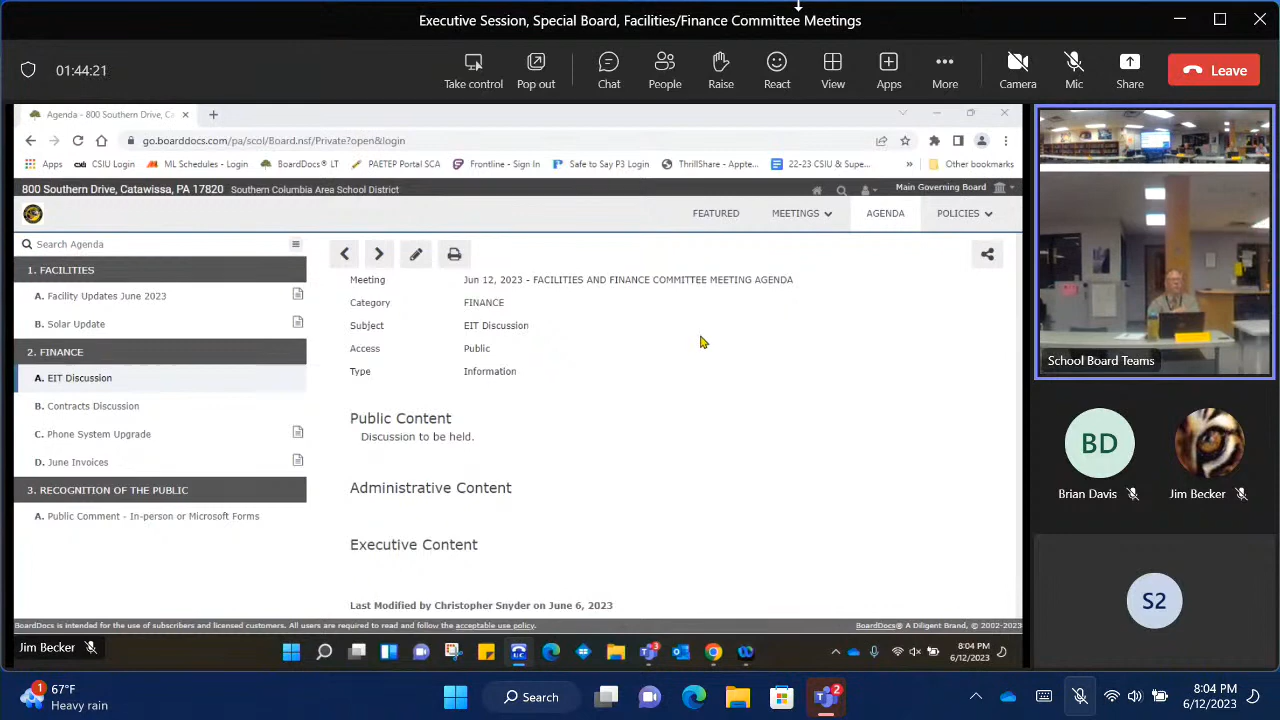 Executive Session, Special Board, Facilities/Finance Committee Meetings
01:44:21
Take control
Pop out
Chat
People
Raise
React
View
Apps
More
Camera
Mic
Share
Leave
Agenda - 800 Southern Drive, Ca
go.boarddocs.com/pa/scol/Board.nsf/Private?open&login
Apps
CSIU Login
ML Schedules - Login
BoardDocs® LT
PAETEP Portal SCA
Frontline - Sign In
Safe to Say P3 Login
ThrillShare - Appte...
22-23 CSIU & Supe...
»
Other bookmarks
800 Southern Drive, Catawissa, PA 17820 Southern Columbia Area School District
Main Governing Board
FEATURED
MEETINGS
AGENDA
POLICIES
Search Agenda
1. FACILITIES
A. Facility Updates June 2023
B. Solar Update
2. FINANCE
A. EIT Discussion
B. Contracts Discussion
C. Phone System Upgrade
D. June Invoices
3. RECOGNITION OF THE PUBLIC
A. Public Comment - In-person or Microsoft Forms
Meeting Jun 12, 2023 - FACILITIES AND FINANCE COMMITTEE MEETING AGENDA
Category FINANCE
Subject EIT Discussion
Access Public
Type Information
Public Content
Discussion to be held.
Administrative Content
Executive Content
Last Modified by Christopher Snyder on June 6, 2023
BoardDocs is intended for the use of subscribers and licensed customers. All users are required to read and follow the acceptable use policy.
BoardDocs® A Diligent Brand, © 2002-2023
Jim Becker
8:04 PM
6/12/2023
School Board Teams
BD
Brian Davis
Jim Becker
S2
1
67°F
Heavy rain
Search
2
8:04 PM
6/12/2023